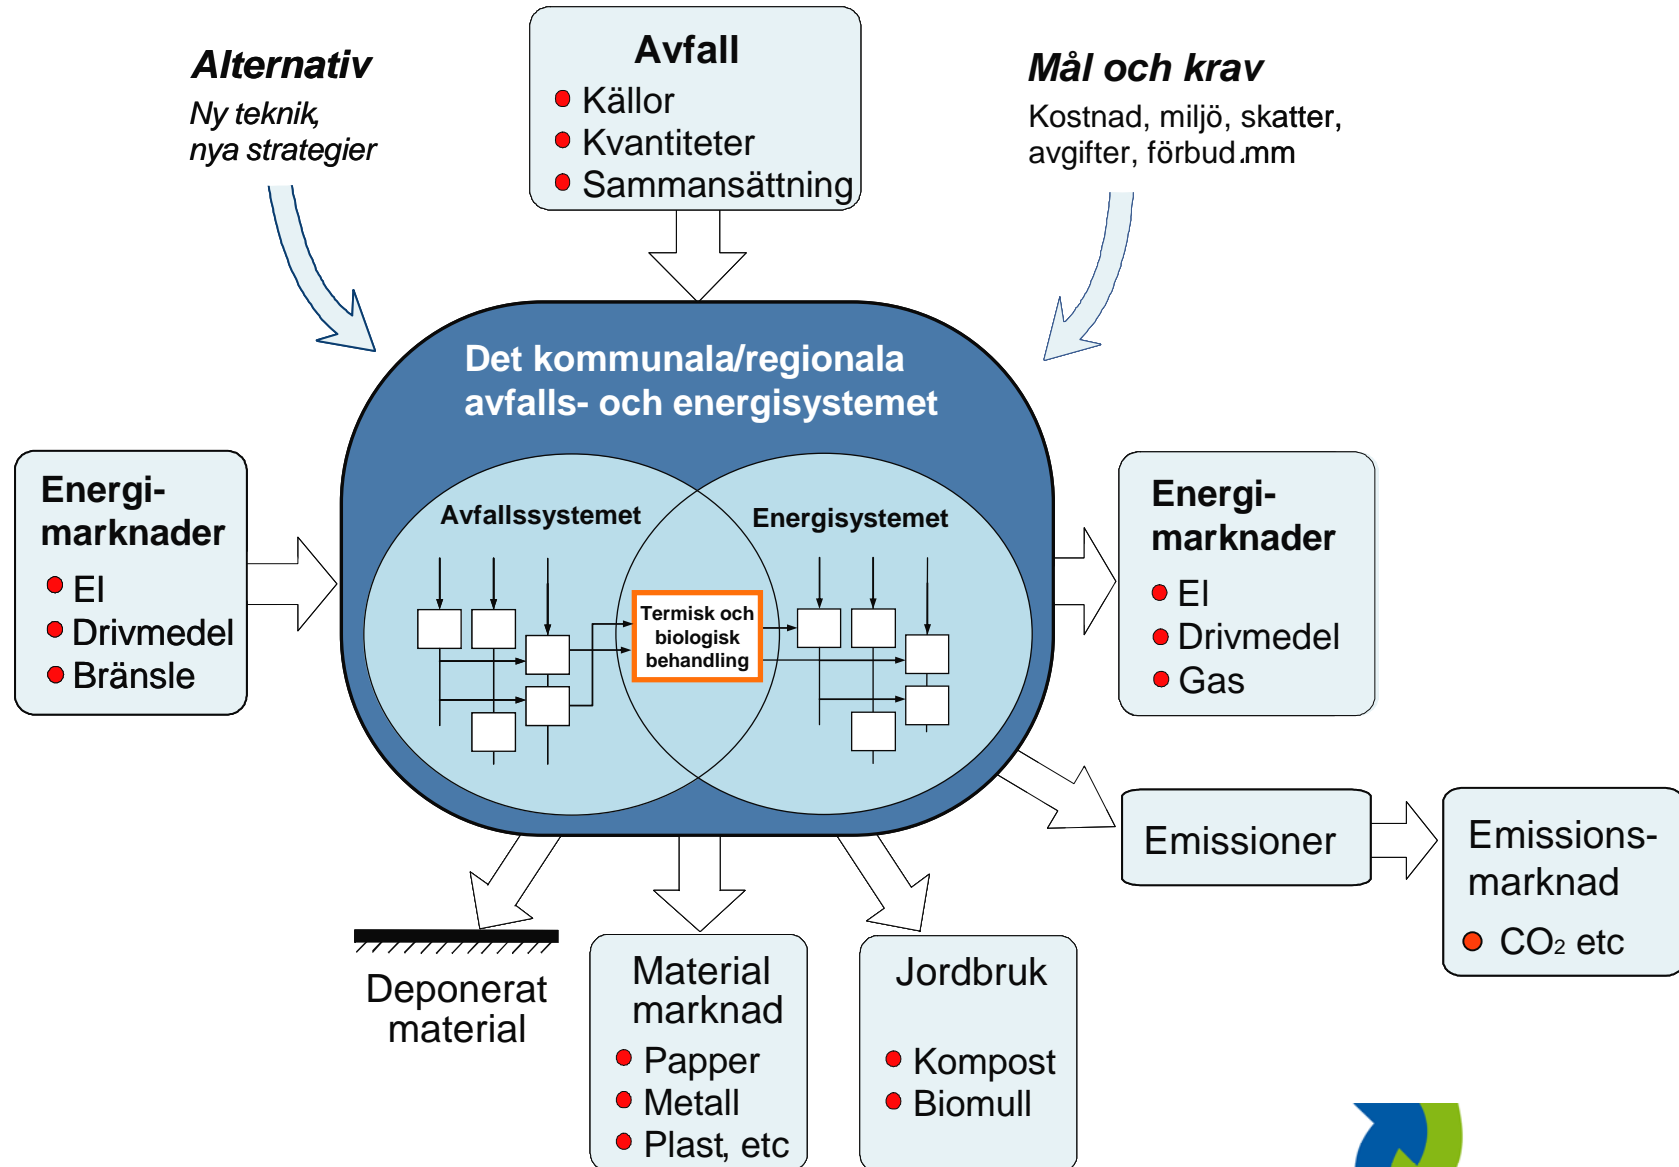 Alternativ
Ny teknik,
nya strategier
Avfall
Källor
Kvantiteter
Sammansättning
Mål och krav
Kostnad, miljö, skatter,
avgifter, förbud.mm
Det kommunala/regionala
avfalls- och energisystemet
Energi-
marknader
El
Drivmedel
Bränsle
Avfallssystemet
Energisystemet
Termisk och
biologisk
behandling
Energi-
marknader
El
Drivmedel
Gas
Emissioner
Emissions-
marknad
CO₂ etc
Deponerat
material
Material
marknad
Papper
Metall
Plast, etc
Jordbruk
Kompost
Biomull